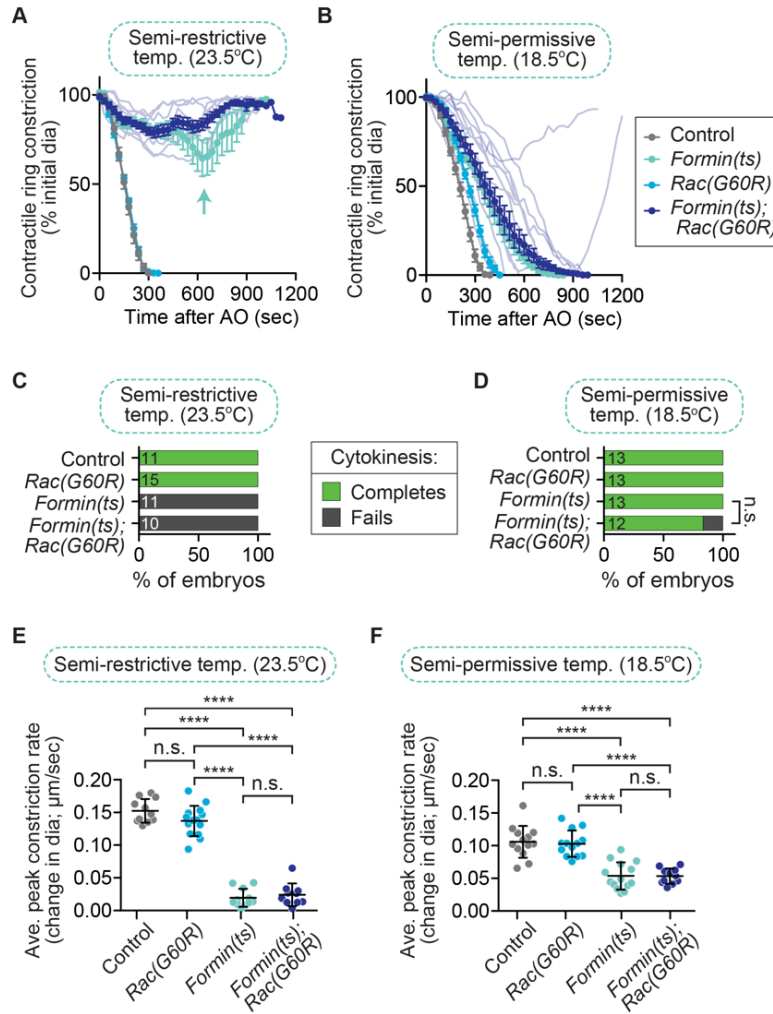 A
Semi-restrictive
temp. (23.5°C)
Contractile ring constriction
(% initial dia)
100
50
0
0 300 600 900 1200
Time after AO (sec)
B
Semi-permissive
temp. (18.5°C)
Contractile ring constriction
(% initial dia)
100
50
0
0 300 600 900 1200
Time after AO (sec)
Control
Formin(ts)
Rac(G60R)
Formin(ts);
Rac(G60R)
C
Semi-restrictive
temp. (23.5°C)
Control 11
Rac(G60R) 15
Formin(ts) 11
Formin(ts); 10
Rac(G60R)
0 50 100
% of embryos
Cytokinesis:
Completes
Fails
D
Semi-permissive
temp. (18.5°C)
Control 13
Rac(G60R) 13
Formin(ts) 13
Formin(ts); 12
Rac(G60R)
n.s.
0 50 100
% of embryos
E
Semi-restrictive temp. (23.5°C)
Ave. peak constriction rate
(change in dia; µm/sec)
****
****
n.s. ****
**** n.s.
0.20
0.15
0.10
0.05
0.00
Control
Rac(G60R)
Formin(ts)
Formin(ts);
Rac(G60R)
F
Semi-permissive temp. (18.5°C)
Ave. peak constriction rate
(change in dia; µm/sec)
****
****
****
n.s. n.s.
****
0.20
0.15
0.10
0.05
0.00
Control
Rac(G60R)
Formin(ts)
Formin(ts);
Rac(G60R)